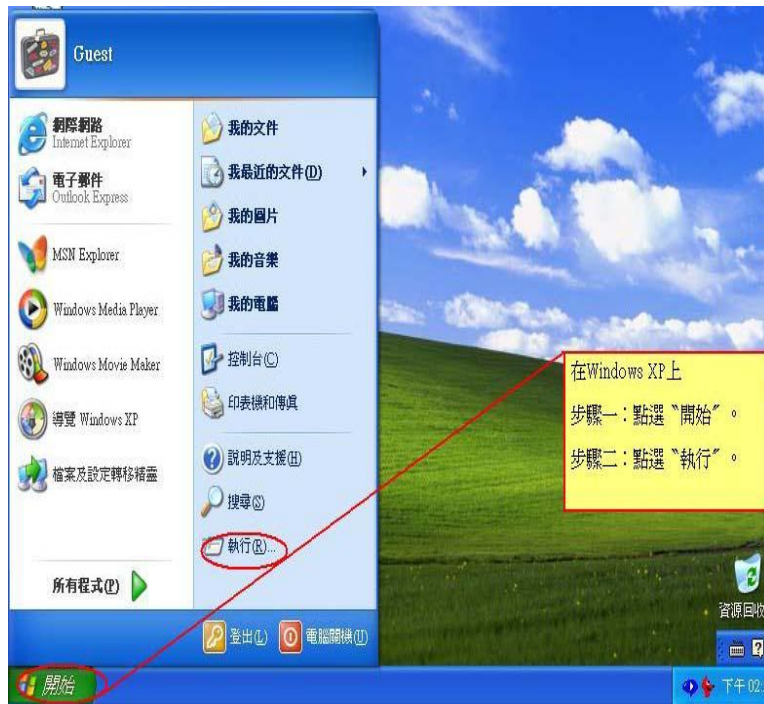 Guest
網際網路
Internet Explorer
電子郵件
Outlook Express
MSN Explorer
Windows Media Player
Windows Movie Maker
導覽 Windows XP
檔案及設定轉移精靈
所有程式(P)
我的文件
我最近的文件(D)
我的圖片
我的音樂
我的電腦
控制台(C)
印表機和傳真
說明及支援(H)
搜尋(S)
執行(R)...
登出(L)
電腦關機(U)
在Windows XP上
步驟一：點選〝開始〞。
步驟二：點選〝執行〞。
資源回收
開始
下午 02: